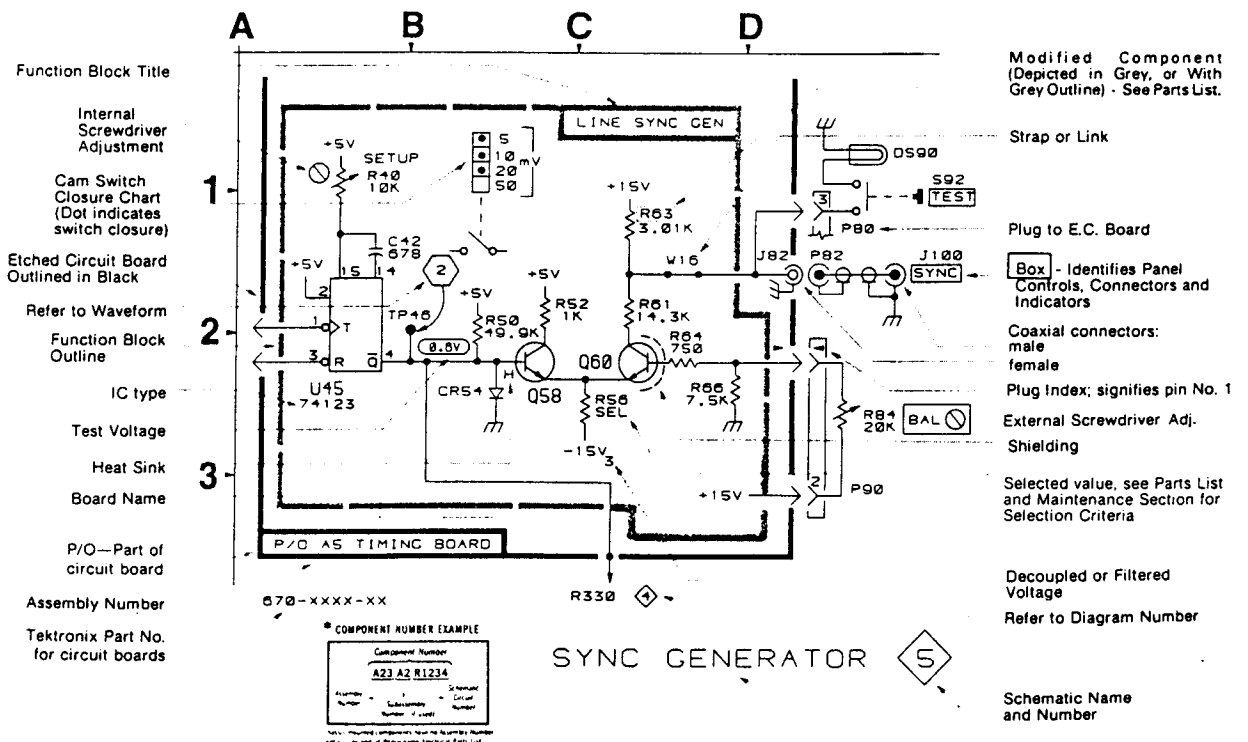 A B C D
Function Block Title
Internal
Screwdriver
Adjustment
Cam Switch
Closure Chart
(Dot indicates
switch closure)
Etched Circuit Board
Outlined in Black
Refer to Waveform
Function Block
Outline
IC type
Test Voltage
Heat Sink
Board Name
P/O—Part of
circuit board
Assembly Number
Tektronix Part No.
for circuit boards
1
2
3
LINE SYNC GEN
+5V
SETUP
R40
10K
5
10
20
50
mV
C42
678
+5V
15
14
2
1
T
3
R
Q̅
4
U45
74123
2
TP46
0.6V
+5V
R50
49.9K
+5V
R52
1K
CR54
H
Q58
Q60
R56
SEL
-15V
3
+15V
R63
3.01K
W16
R61
14.3K
R64
750
R66
7.5K
+15V
DS90
S92
TEST
3
P80
J82
P82
J100
SYNC
1
R84
20K
BAL
2
P90
P/O A5 TIMING BOARD
R330
4
670-XXXX-XX
* COMPONENT NUMBER EXAMPLE
Component Number
A23 A2 R1234
Assembly
Number
Subassembly
Number
Schematic
Circuit
Number
SYNC GENERATOR
5
Modified Component
(Depicted in Grey, or With
Grey Outline) - See Parts List.
Strap or Link
Plug to E.C. Board
Box - Identifies Panel
Controls, Connectors and
Indicators
Coaxial connectors:
male
female
Plug Index; signifies pin No. 1
External Screwdriver Adj.
Shielding
Selected value, see Parts List
and Maintenance Section for
Selection Criteria
Decoupled or Filtered
Voltage
Refer to Diagram Number
Schematic Name
and Number